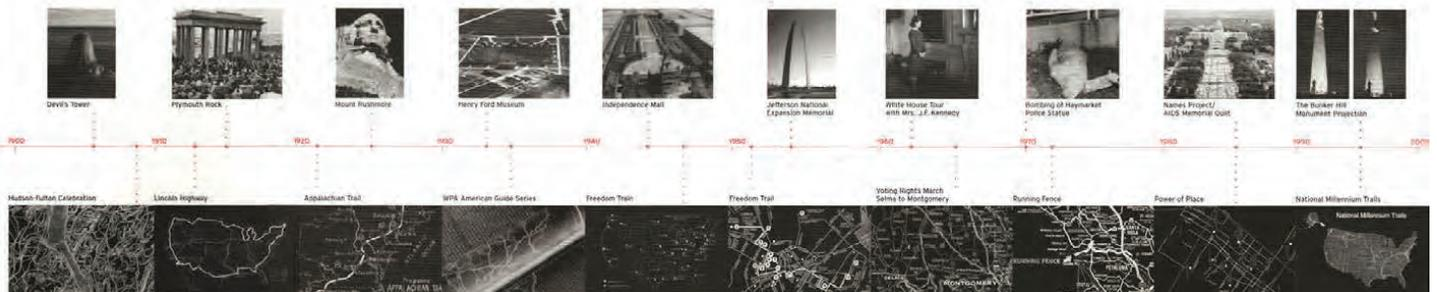 Devil's Tower
Plymouth Rock
Mount Rushmore
Henry Ford Museum
Independence Mall
Jefferson National
Expansion Memorial
White House Tour
with Mrs. J.F. Kennedy
Bombing of Haymarket
Police Statue
Names Project/
AIDS Memorial Quilt
The Bunker Hill
Monument Projection
1900
1910
1920
1930
1940
1950
1960
1970
1980
1990
2000
Hudson-Fulton Celebration
Lincoln Highway
Appalachian Trail
WPA American Guide Series
Freedom Train
Freedom Trail
Voting Rights March
Selma to Montgomery
Running Fence
Power of Place
National Millennium Trails
National Millennium Trails
RUNNING FENCE
PETALUMA
MONTGOMERY